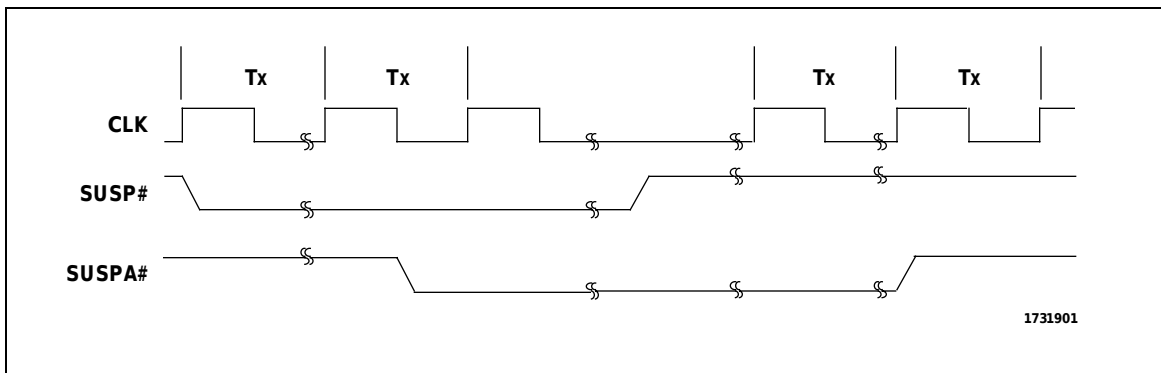 Tx Tx Tx Tx
CLK
SUSP#
SUSPA#
1731901